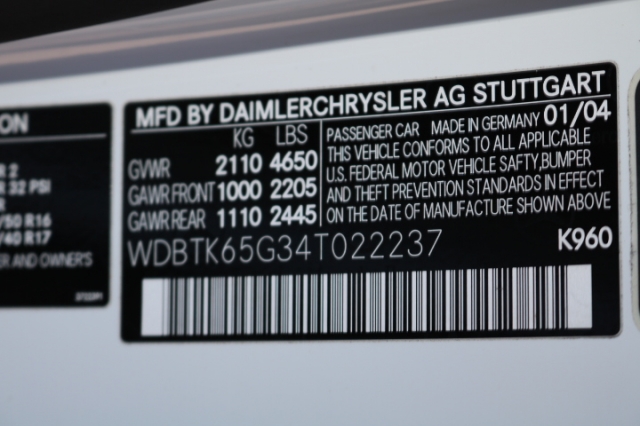 MFD BY DAIMLERCHRYSLER AG STUTTGART
KG LBS
GVWR 2110 4650
GAWR FRONT 1000 2205
GAWR REAR 1110 2445
PASSENGER CAR MADE IN GERMANY 01/04
THIS VEHICLE CONFORMS TO ALL APPLICABLE
U.S. FEDERAL MOTOR VEHICLE SAFTY,BUMPER
AND THEFT PREVENTION STANDARDS IN EFFECT
ON THE DATE OF MANUFACTURE SHOWN ABOVE
WDBTK65G34T022237
K960
ON
R 2
R 32 PSI
R
/50 R16
/40 R17
ER AND OWNER'S